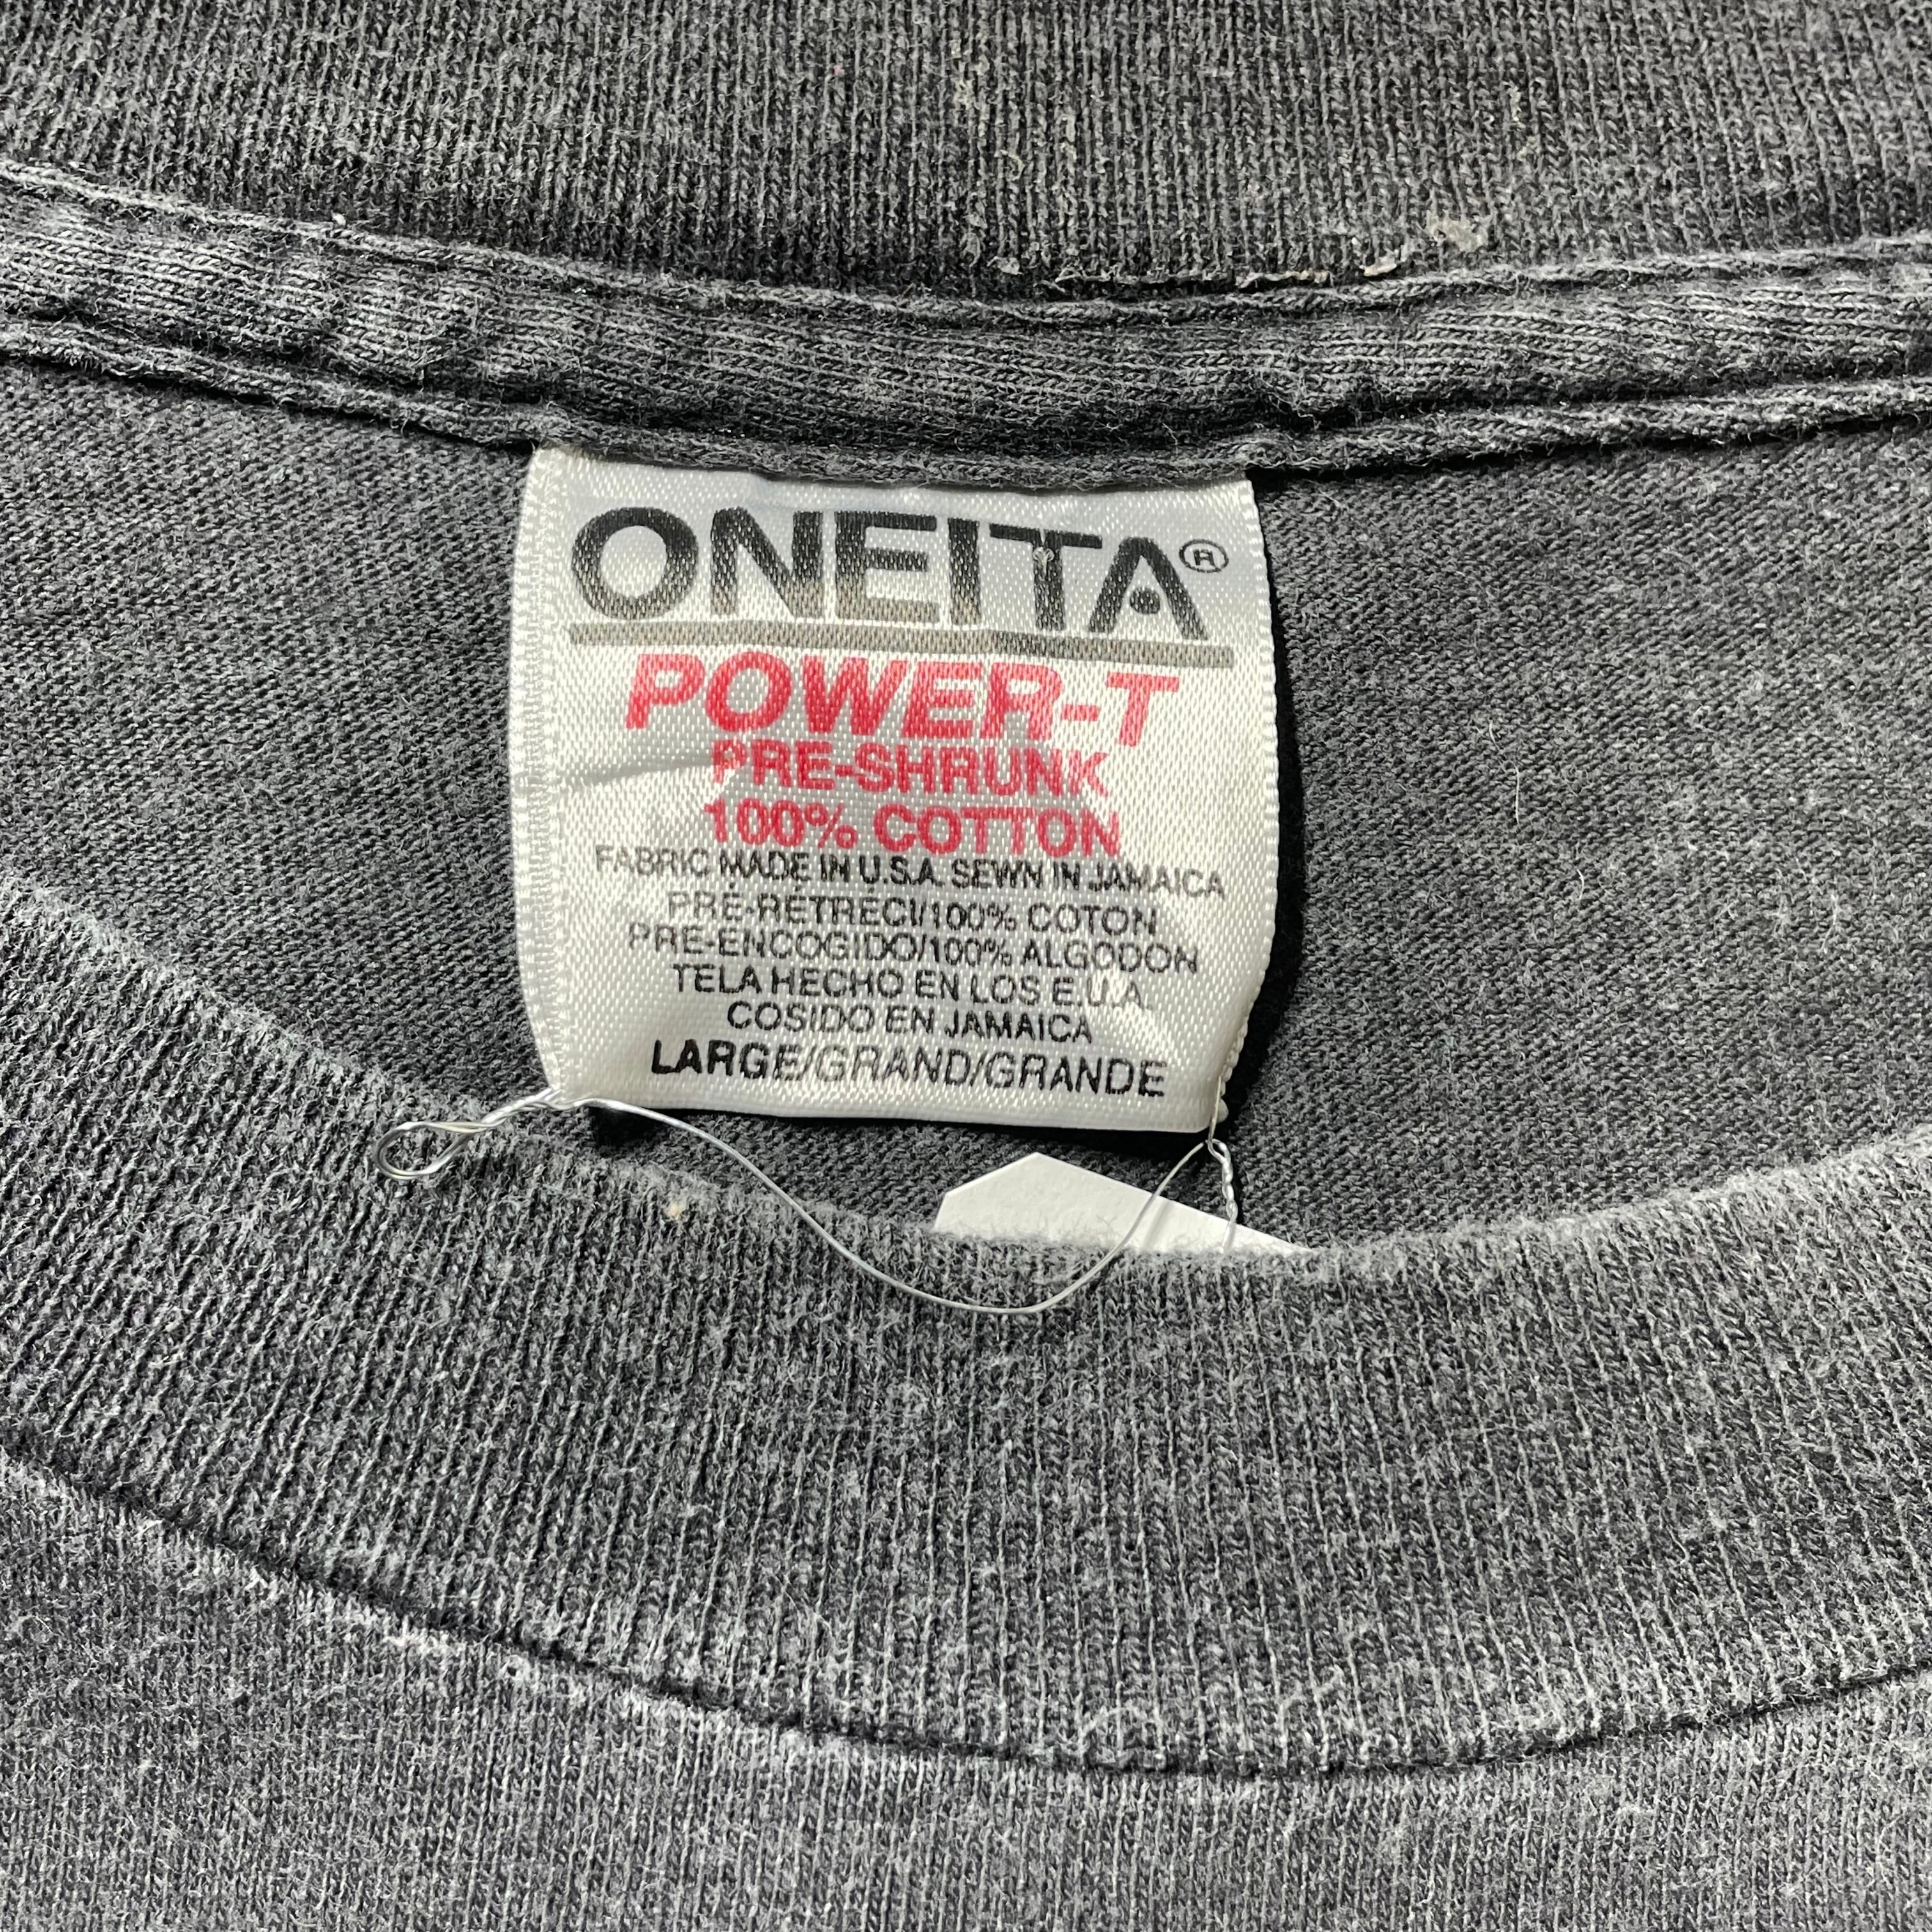 ONEITA®
POWER-T
PRE-SHRUNK
100% COTTON
FABRIC MADE IN U.S.A. SEWN IN JAMAICA
PRÉ-RÉTRECI/100% COTON
PRE-ENCOGIDO/100% ALGODON
TELA HECHO EN LOS E.U.A.
COSIDO EN JAMAICA
LARGE/GRAND/GRANDE